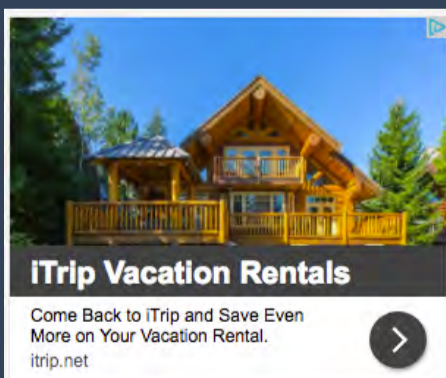 iTrip Vacation Rentals
Come Back to iTrip and Save Even
More on Your Vacation Rental.
itrip.net